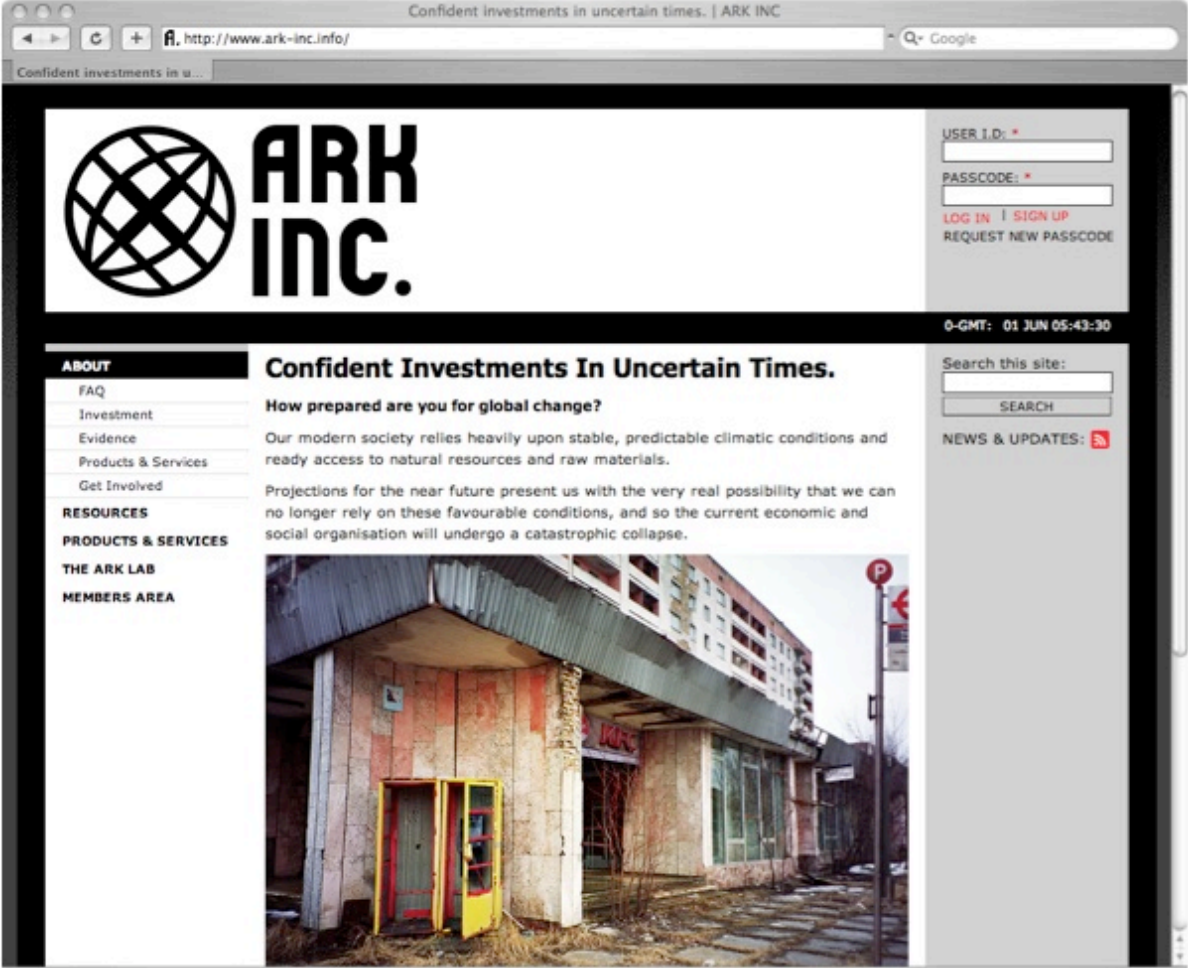 Confident investments in uncertain times. | ARK INC
http://www.ark-inc.info/
Google
Confident investments in u...
ARK
INC.
USER I.D: *
PASSCODE: *
LOG IN | SIGN UP
REQUEST NEW PASSCODE
0-GMT: 01 JUN 05:43:30
ABOUT
FAQ
Investment
Evidence
Products & Services
Get Involved
RESOURCES
PRODUCTS & SERVICES
THE ARK LAB
MEMBERS AREA
Confident Investments In Uncertain Times.
How prepared are you for global change?
Our modern society relies heavily upon stable, predictable climatic conditions and
ready access to natural resources and raw materials.
Projections for the near future present us with the very real possibility that we can
no longer rely on these favourable conditions, and so the current economic and
social organisation will undergo a catastrophic collapse.
P
KFC
Search this site:
SEARCH
NEWS & UPDATES: